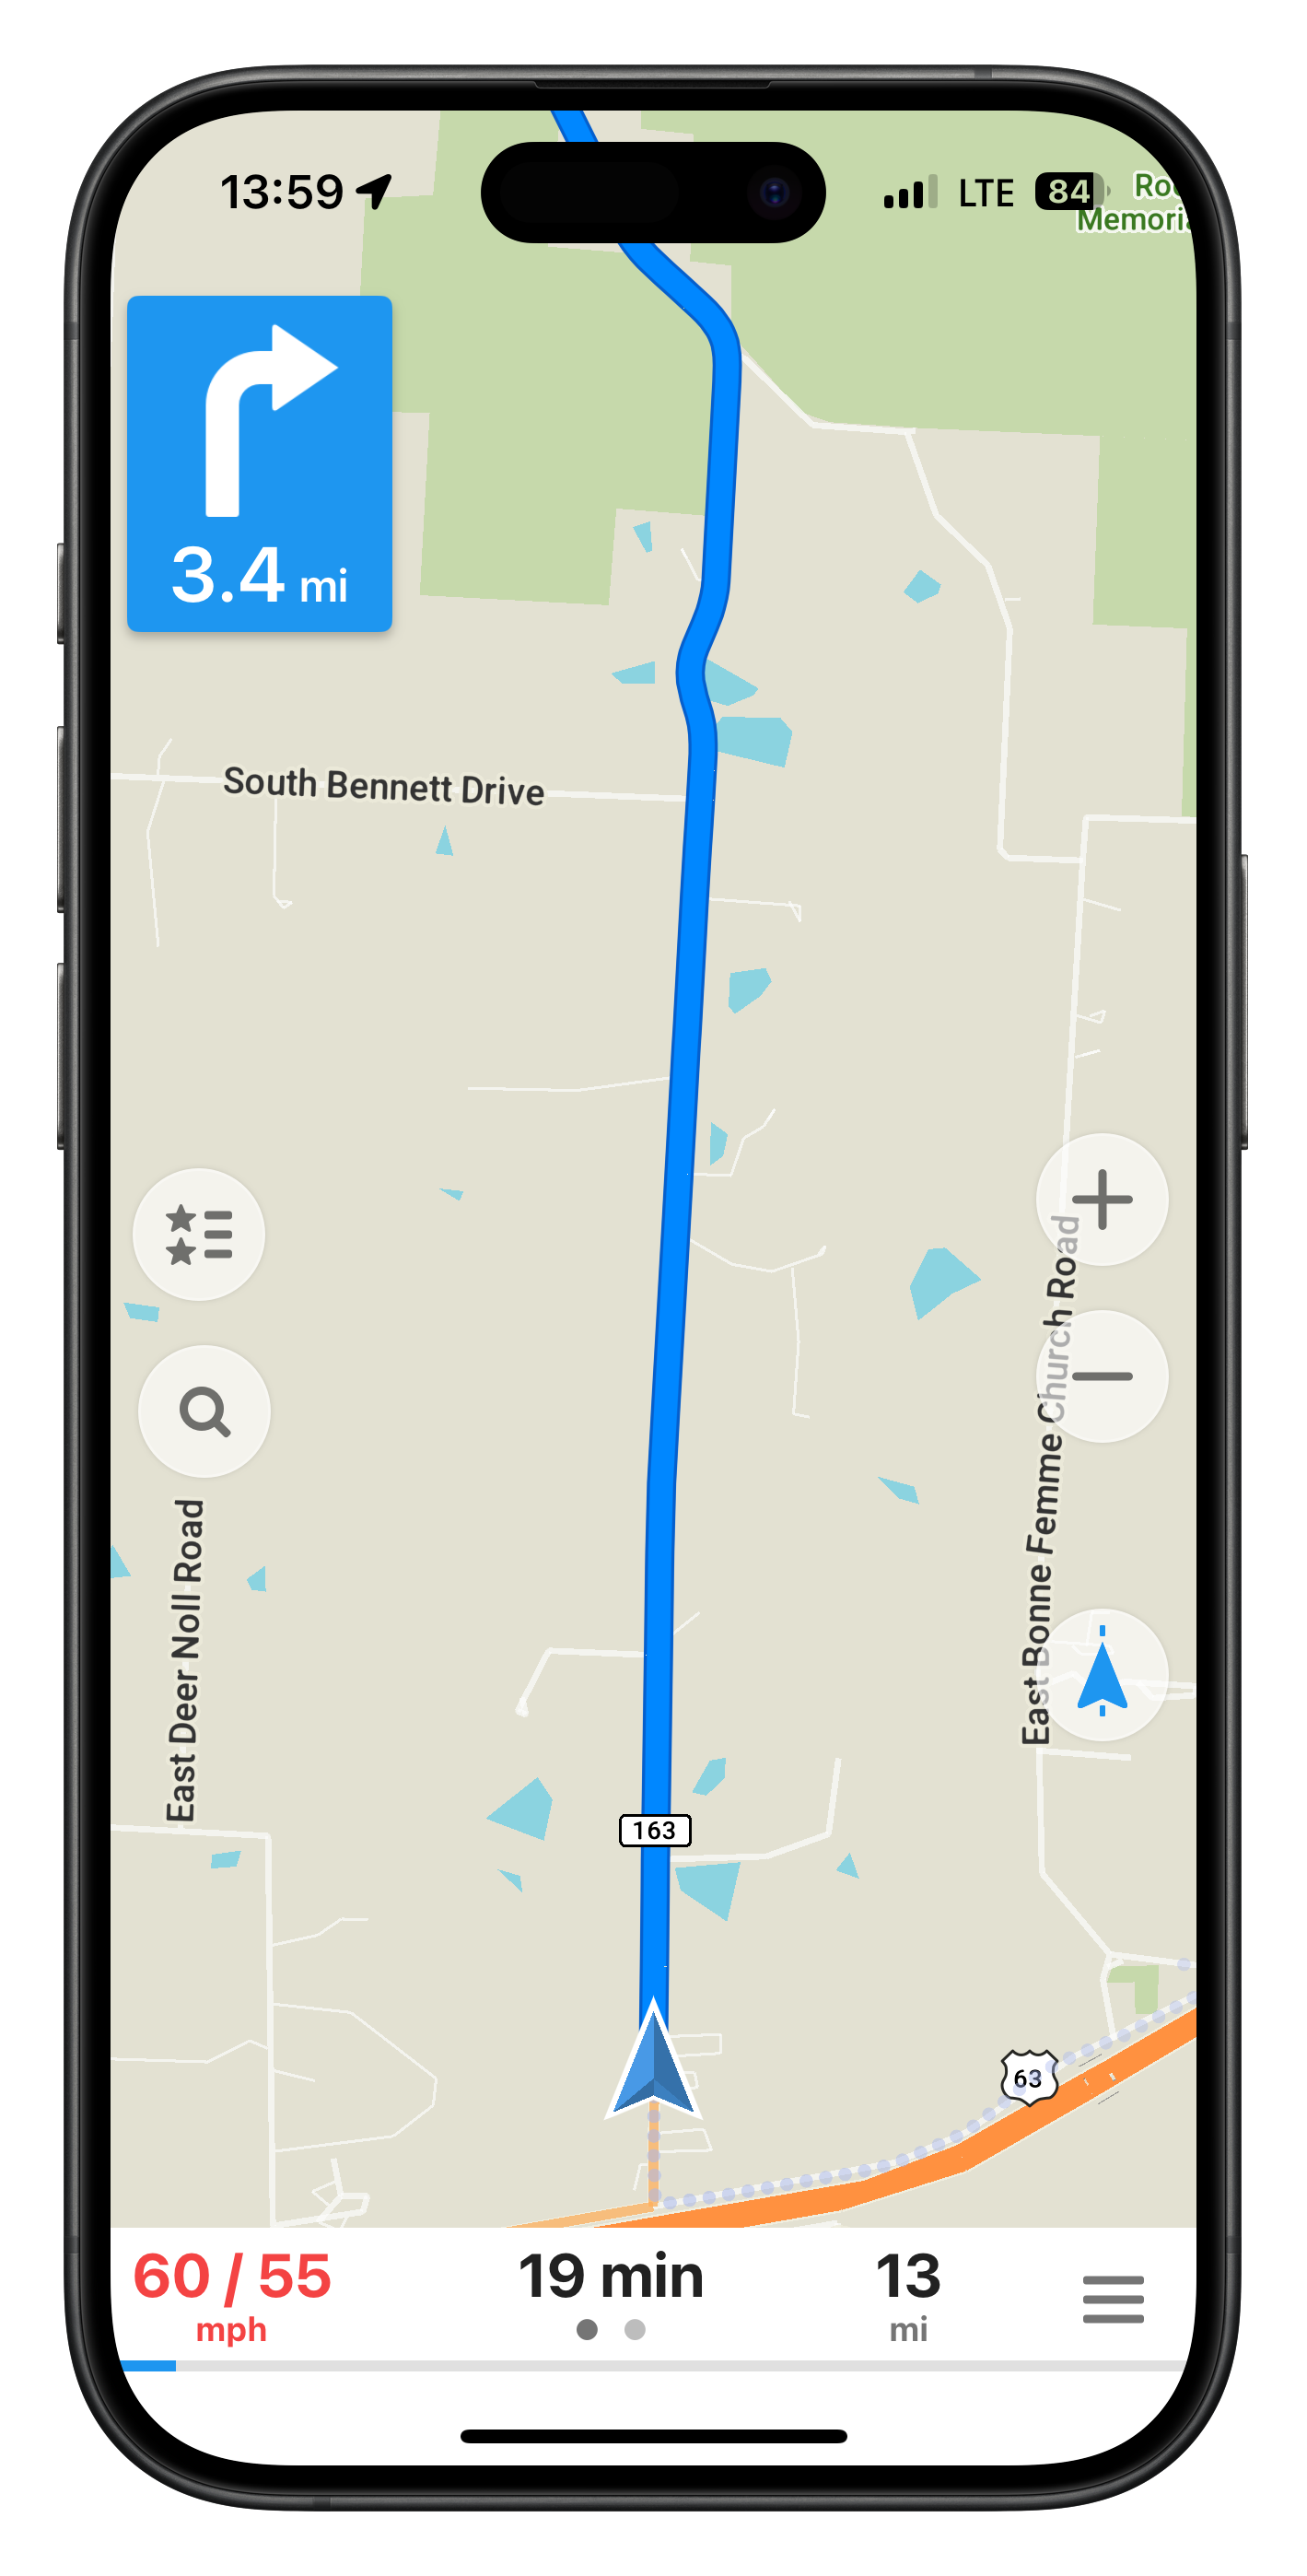 13:59
LTE
84
Memori
3.4 mi
South Bennett Drive
East Bonne Femme Church Road
East Deer Noll Road
163
63
60 / 55
mph
19 min
13
mi